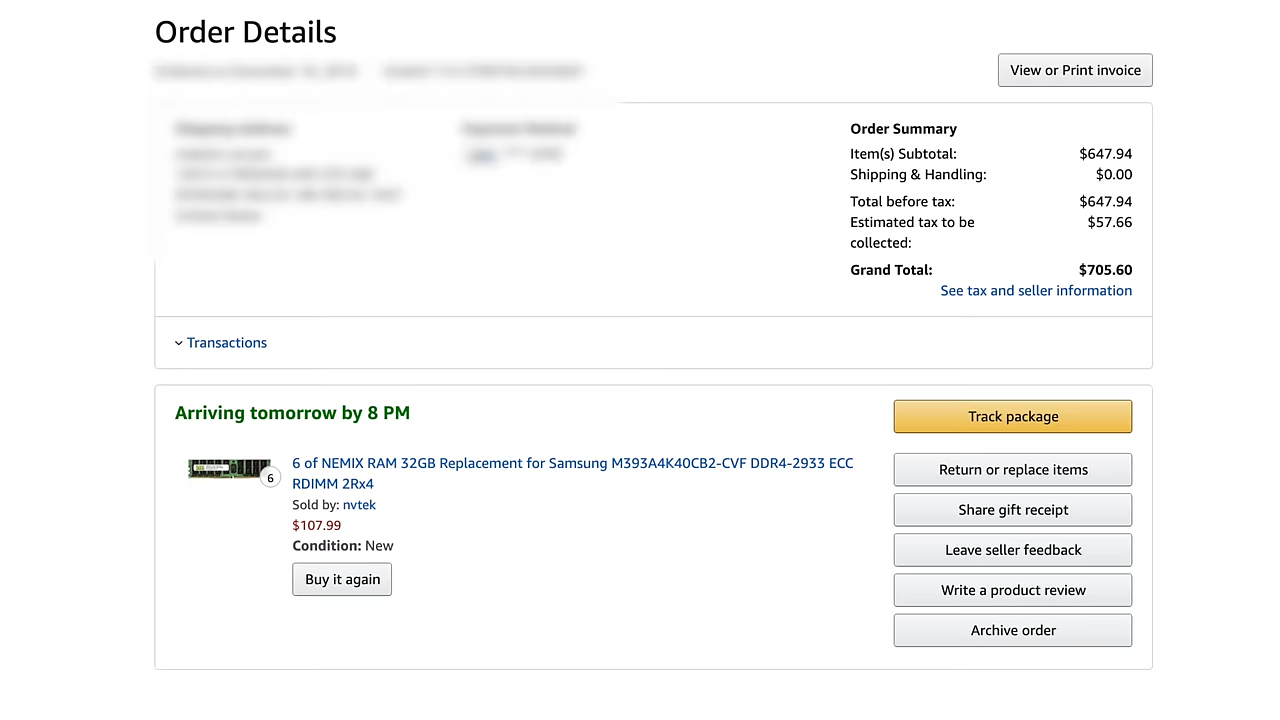 Order Details
View or Print invoice
Order Summary
Item(s) Subtotal: $647.94
Shipping & Handling: $0.00
Total before tax: $647.94
Estimated tax to be $57.66
collected:
Grand Total: $705.60
See tax and seller information
Transactions
Arriving tomorrow by 8 PM
Track package
6 of NEMIX RAM 32GB Replacement for Samsung M393A4K40CB2-CVF DDR4-2933 ECC
RDIMM 2Rx4
6
Sold by: nvtek
$107.99
Condition: New
Buy it again
Return or replace items
Share gift receipt
Leave seller feedback
Write a product review
Archive order